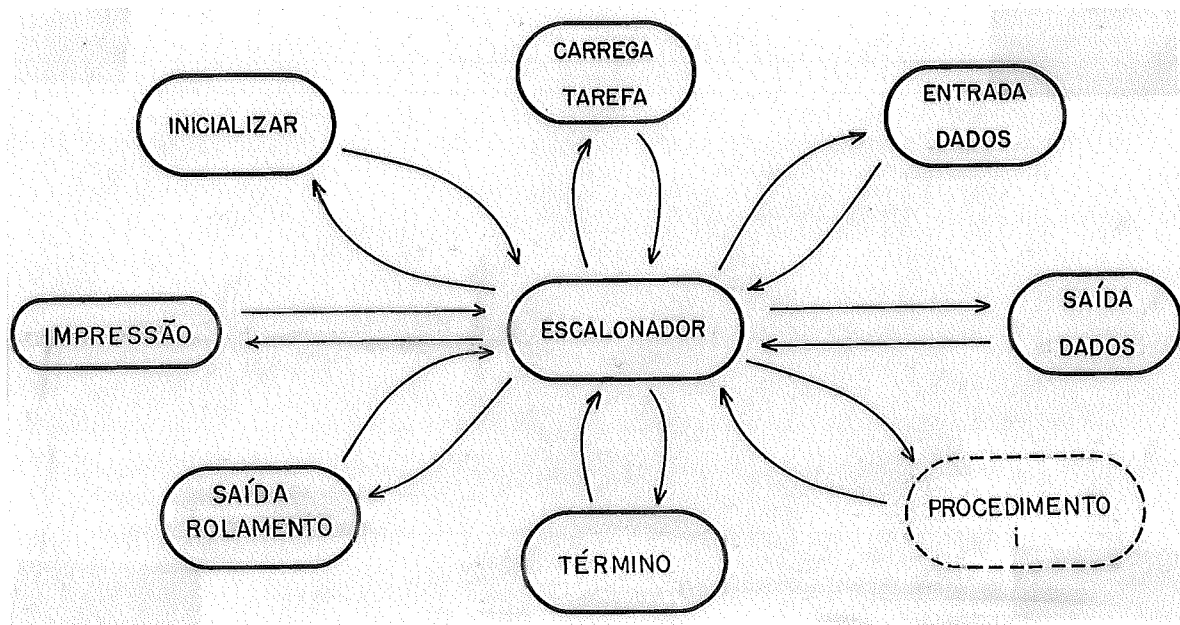 CARREGA
TAREFA
INICIALIZAR
ENTRADA
DADOS
IMPRESSÃO
ESCALONADOR
SAÍDA
DADOS
SAÍDA
ROLAMENTO
TÉRMINO
PROCEDIMENTO
i